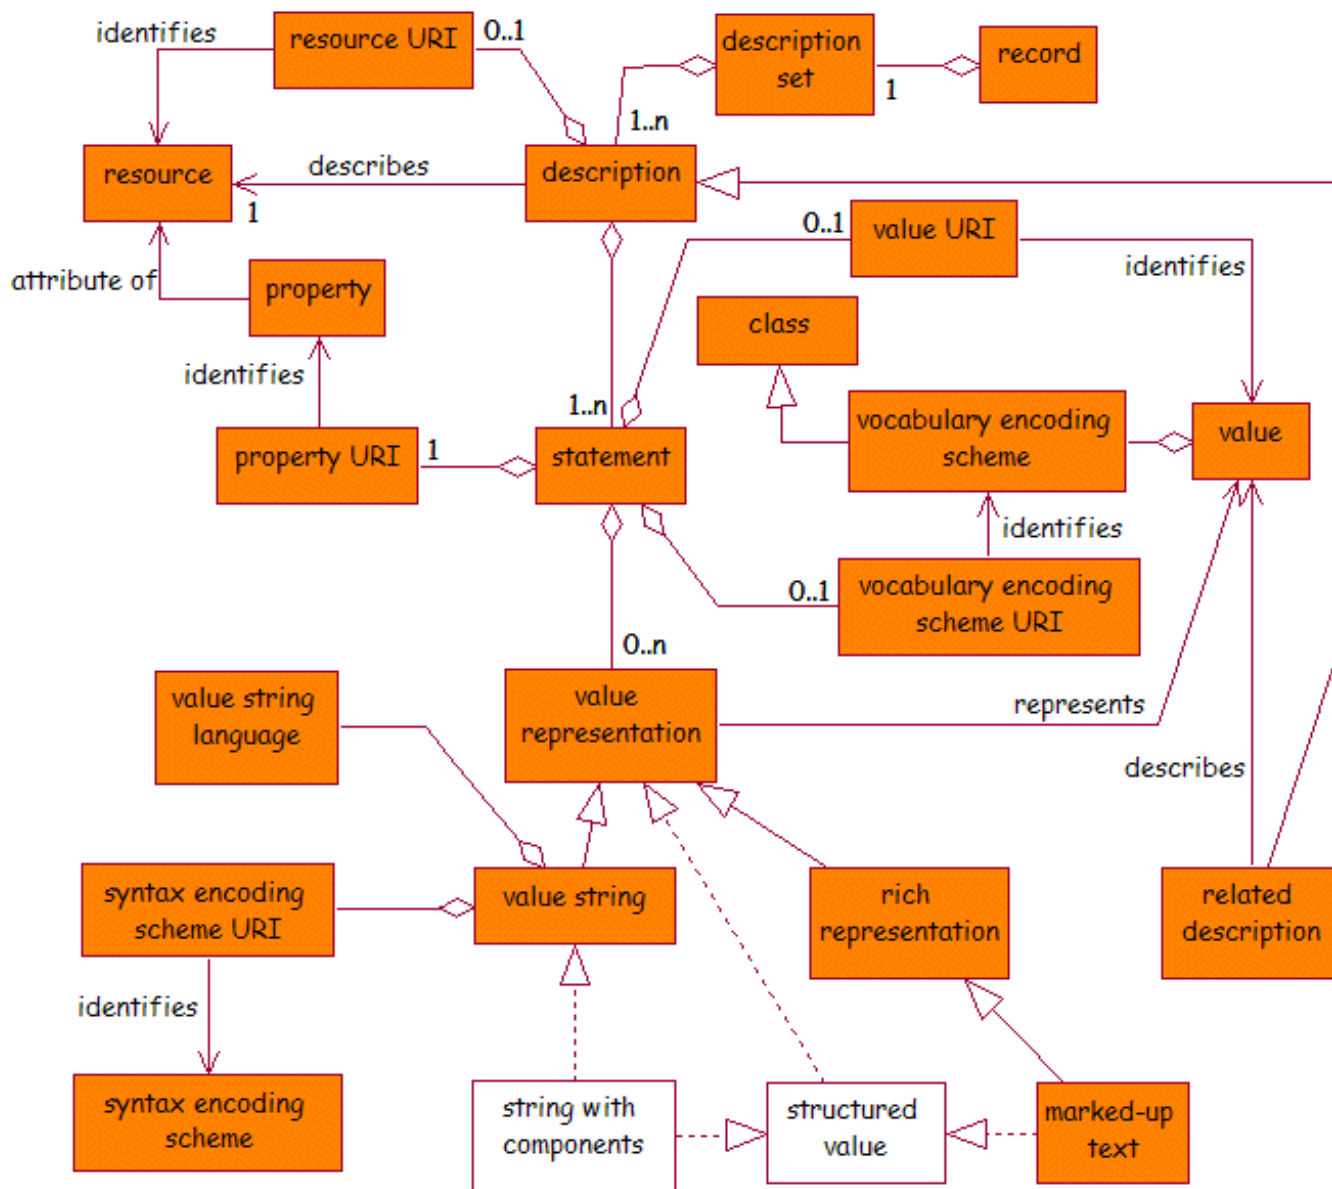 identifies
resource URI
0..1
description
set
1
record
1..n
resource
describes
1
description
attribute of
property
0..1
value URI
identifies
class
identifies
1..n
vocabulary encoding
scheme
value
property URI
1
statement
identifies
0..1
vocabulary encoding
scheme URI
0..n
value string
language
value
representation
represents
describes
syntax encoding
scheme URI
value string
rich
representation
related
description
identifies
syntax encoding
scheme
string with
components
structured
value
marked-up
text